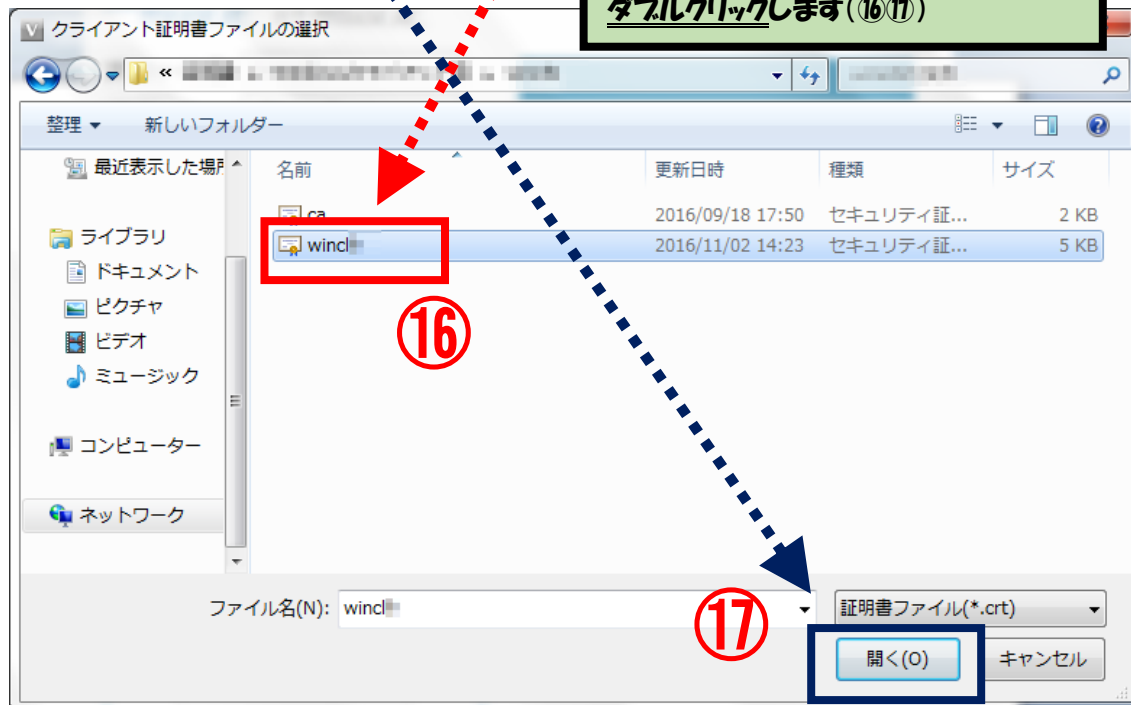 ダブルクリックします(⑯⑰)
クライアント証明書ファイルの選択
«
整理 新しいフォルダー
最近表示した場所
名前 更新日時 種類 サイズ
ca 2016/09/18 17:50 セキュリティ証... 2 KB
wincl 2016/11/02 14:23 セキュリティ証... 5 KB
ライブラリ
ドキュメント
ピクチャ
ビデオ
ミュージック
コンピューター
ネットワーク
⑯
ファイル名(N): wincl
証明書ファイル(*.crt)
⑰
開く(O) キャンセル